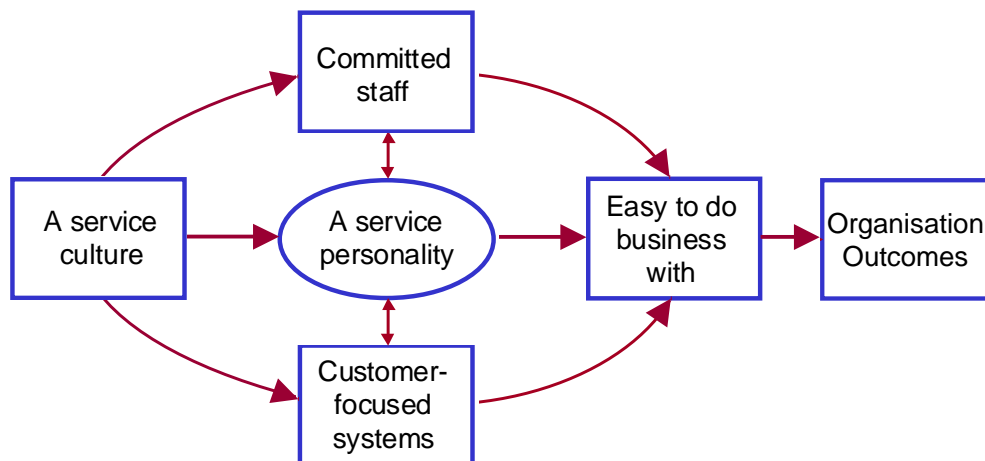 Committed
staff
A service
culture
A service
personality
Easy to do
business
with
Organisation
Outcomes
Customer-
focused
systems